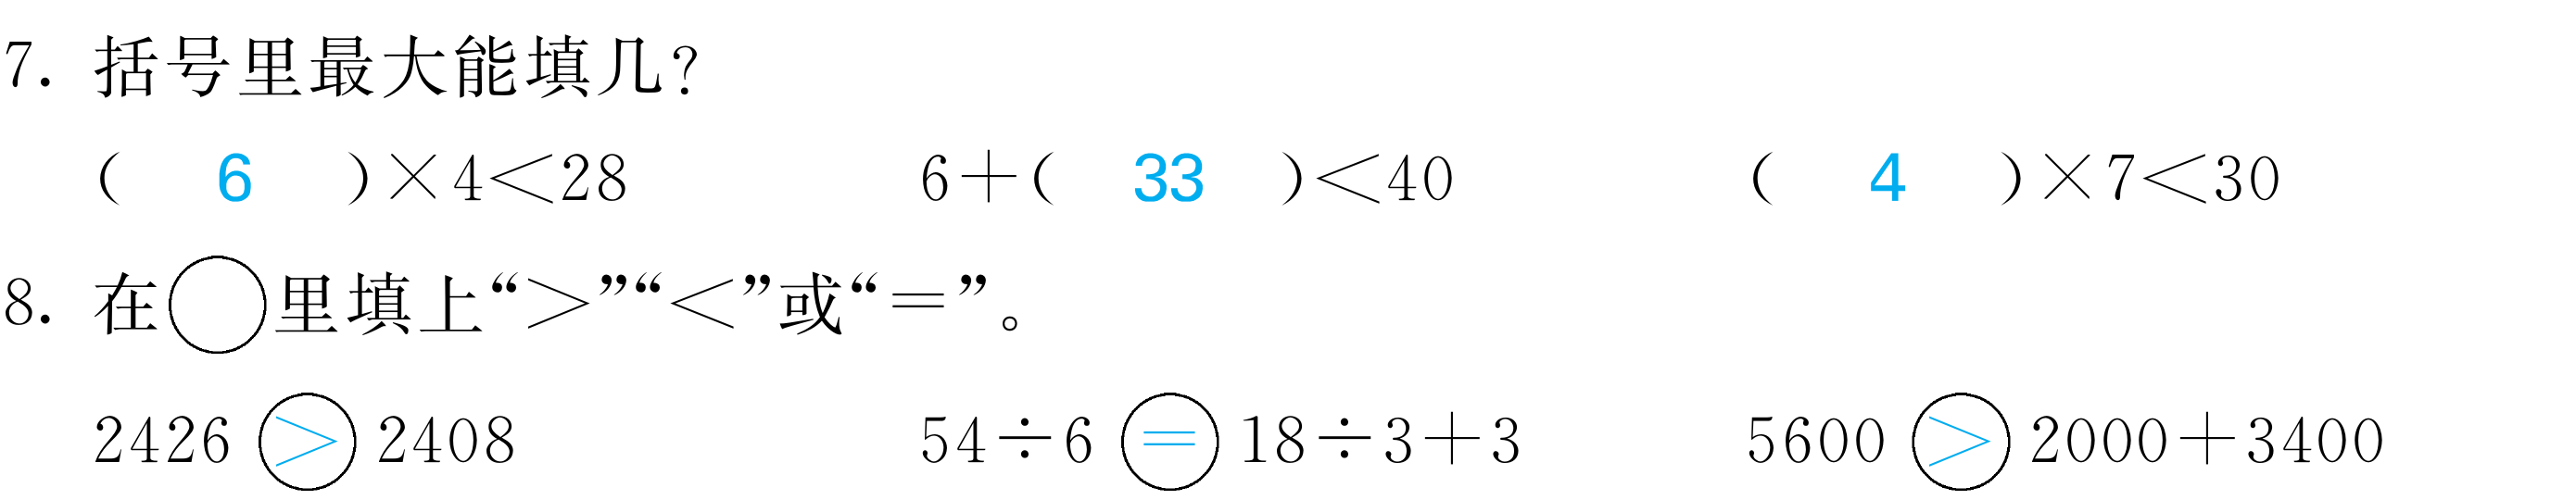 7. 括号里最大能填几?
( 6 )×4<28 6+( 33 )<40 ( 4 )×7<30
8. 在○里填上“>”“<”或“=”。
2426 > 2408 54÷6 = 18÷3+3 5600 > 2000+3400